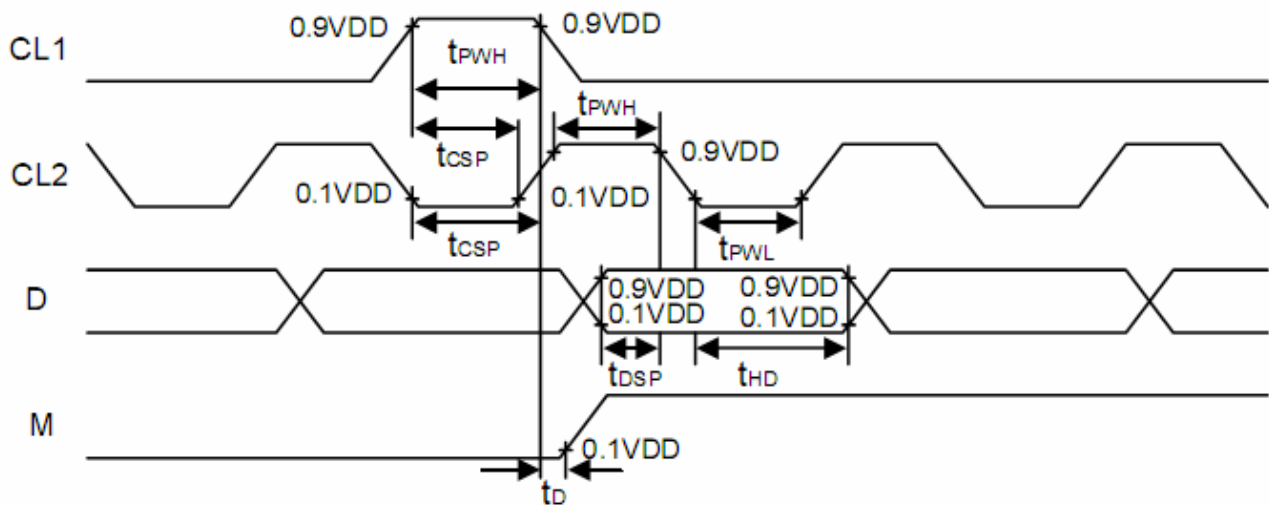 CL1
0.9VDD
0.9VDD
tPWH
tPWH
tCSP
CL2
0.9VDD
0.1VDD
0.1VDD
tCSP
tPWL
D
0.9VDD
0.9VDD
0.1VDD
0.1VDD
tDSP
tHD
M
0.1VDD
tD